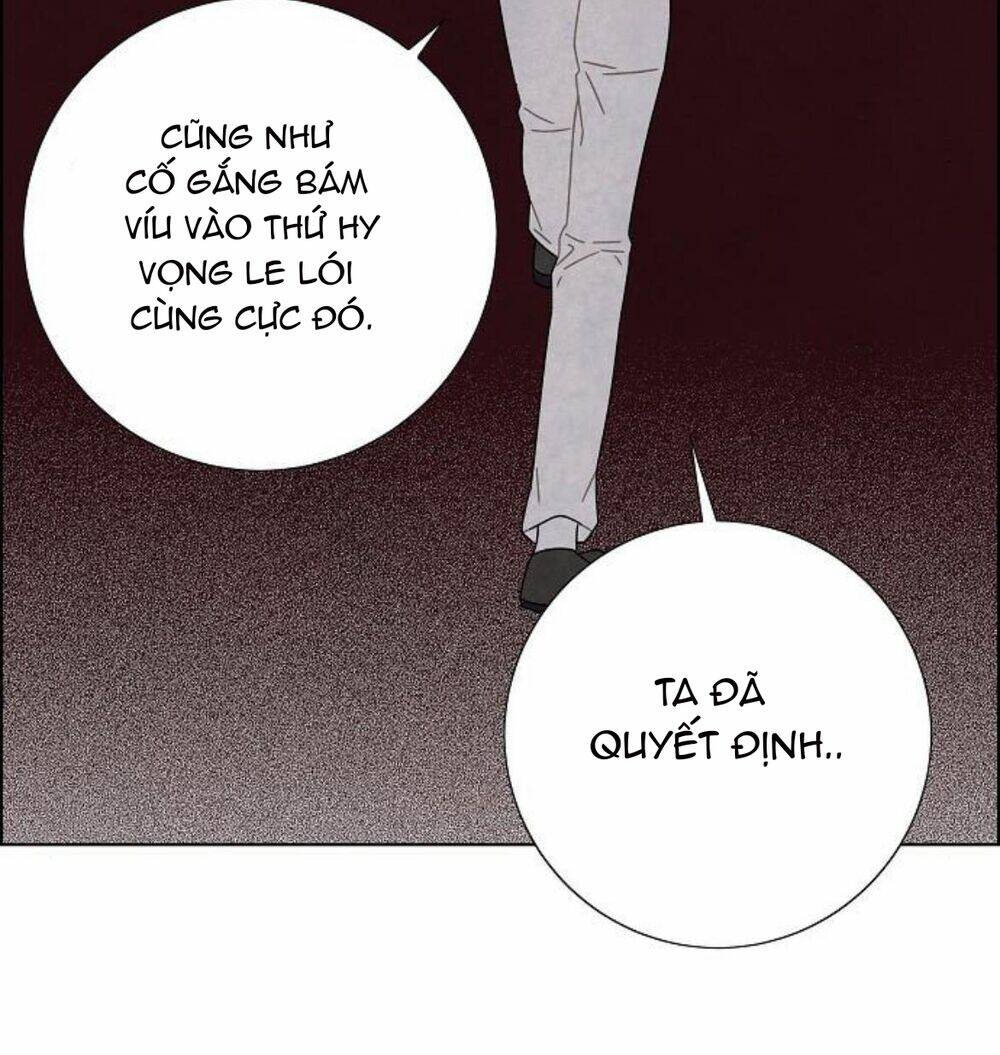 CŨNG NHƯ
CỐ GẮNG BÁM
VÍU VÀO THỨ HY
VỌNG LE LÓI
CÙNG CỰC ĐÓ.
TA ĐÃ
QUYẾT ĐỊNH..